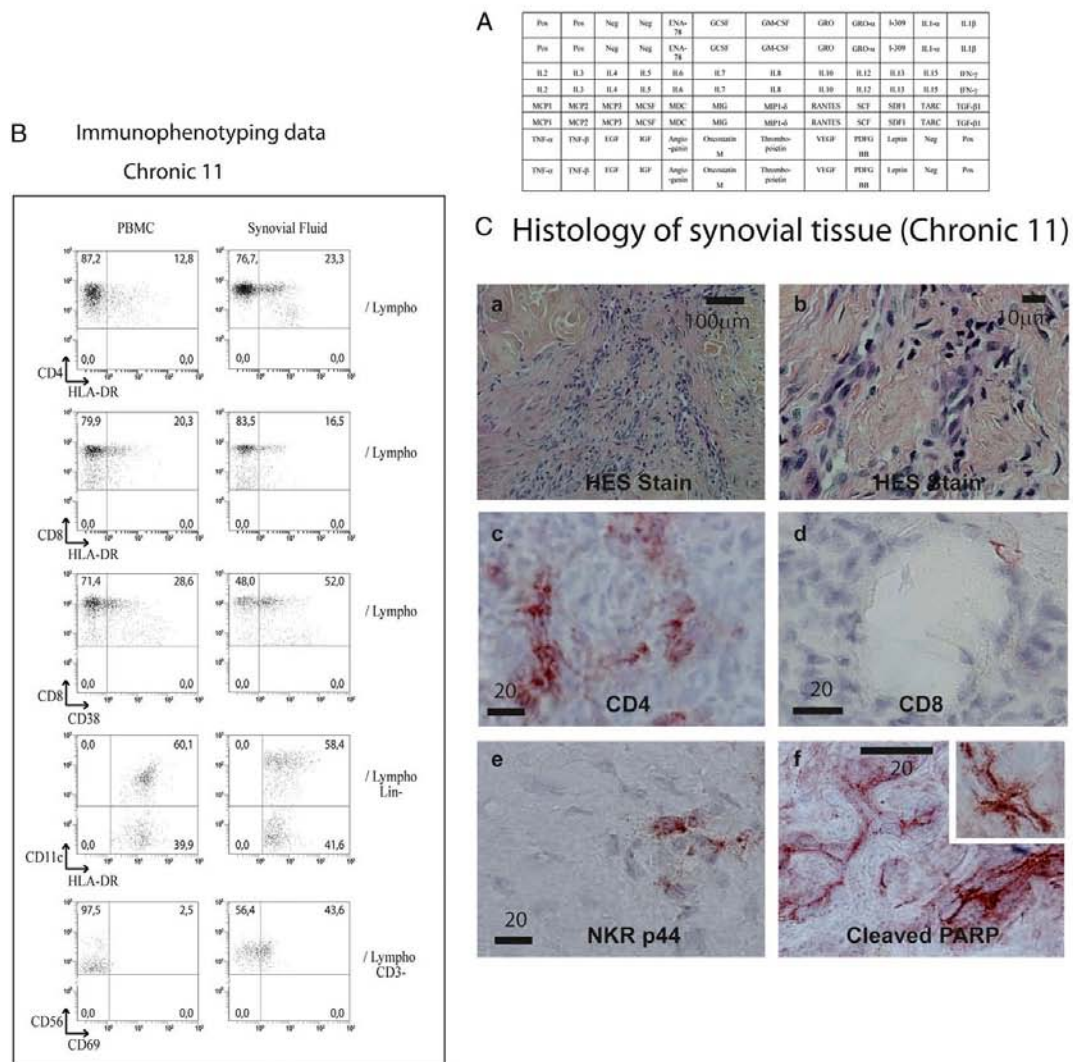 A
Pos Pos Neg Neg ENA-78 GCSF GM-CSF GRO GRO-α I-309 IL1-α IL1β
Pos Pos Neg Neg ENA-78 GCSF GM-CSF GRO GRO-α I-309 IL1-α IL1β
IL2 IL3 IL4 IL5 IL6 IL7 IL8 IL10 IL12 IL13 IL15 IFN-γ
IL2 IL3 IL4 IL5 IL6 IL7 IL8 IL10 IL12 IL13 IL15 IFN-γ
MCP1 MCP2 MCP3 MCSF MDC MIG MIP1-δ RANTES SCF SDF1 TARC TGF-β1
MCP1 MCP2 MCP3 MCSF MDC MIG MIP1-δ RANTES SCF SDF1 TARC TGF-β1
TNF-α TNF-β EGF IGF Angio-genin Oncostatin M Thrombo-poietin VEGF PDFG BB Leptin Neg Pos
TNF-α TNF-β EGF IGF Angio-genin Oncostatin M Thrombo-poietin VEGF PDFG BB Leptin Neg Pos
B
Immunophenotyping data
Chronic 11
PBMC Synovial Fluid
87,2 12,8 76,7 23,3
/ Lympho
0,0 0,0 0,0 0,0
CD4
HLA-DR
79,9 20,3 83,5 16,5
/ Lympho
0,0 0,0 0,0 0,0
CD8
HLA-DR
71,4 28,6 48,0 52,0
/ Lympho
0,0 0,0 0,0 0,0
CD8
CD38
0,0 60,1 0,0 58,4
/ Lympho
Lin-
0,0 39,9 0,0 41,6
CD11c
HLA-DR
97,5 2,5 56,4 43,6
/ Lympho
CD3-
0,0 0,0 0,0 0,0
CD56
CD69
C Histology of synovial tissue (Chronic 11)
a 100μm
HES Stain
b 10μm
HES Stain
c
20 CD4
d
20 CD8
e
20 NKR p44
f 20
Cleaved PARP